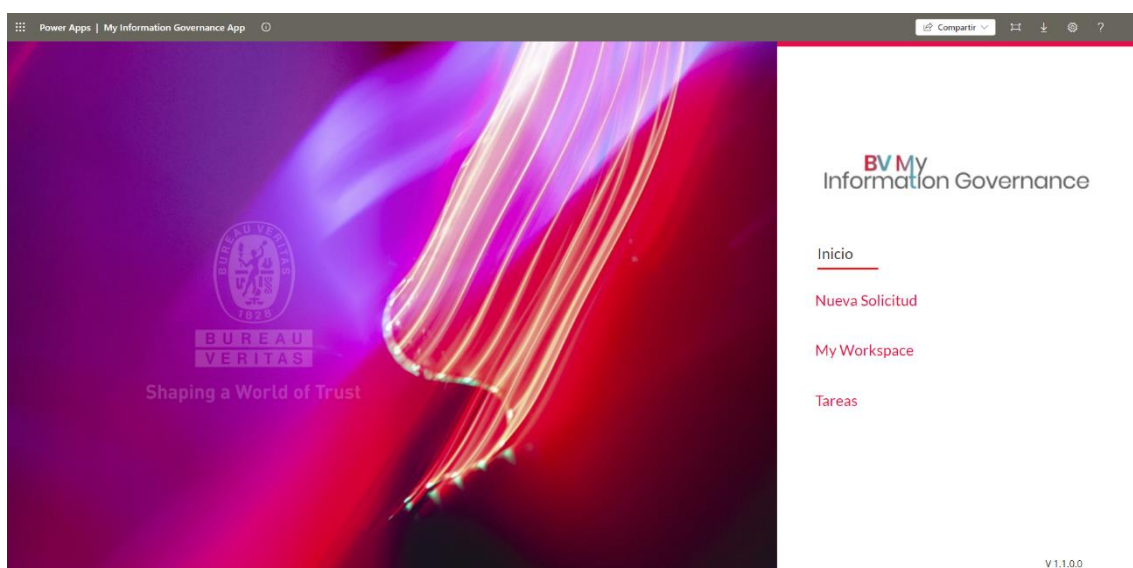 Power Apps | My Information Governance App
Compartir
?
BUREAU VERITAS
1828
BUREAU
VERITAS
Shaping a World of Trust
BV My
Information Governance
Inicio
Nueva Solicitud
My Workspace
Tareas
V 1.1.0.0